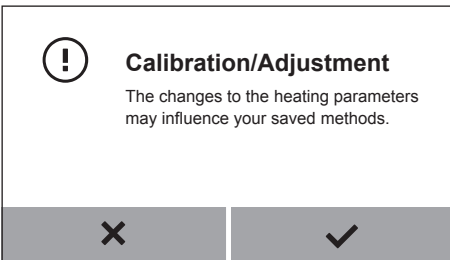 Calibration/Adjustment
The changes to the heating parameters
may influence your saved methods.